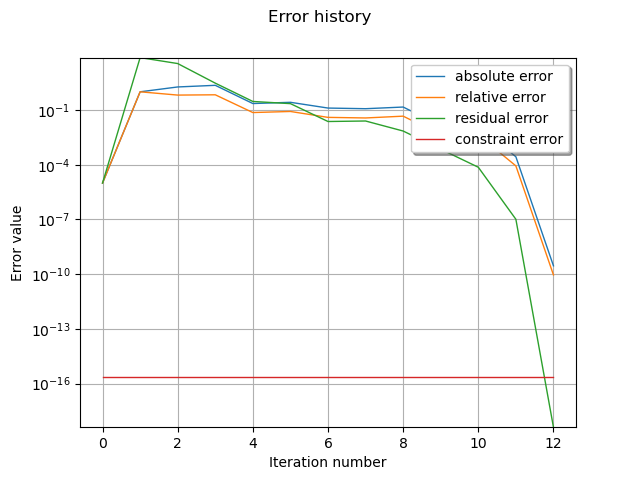 Error history
absolute error
relative error
residual error
constraint error
Error value
10⁻¹
10⁻⁴
10⁻⁷
10⁻¹⁰
10⁻¹³
10⁻¹⁶
0 2 4 6 8 10 12
Iteration number